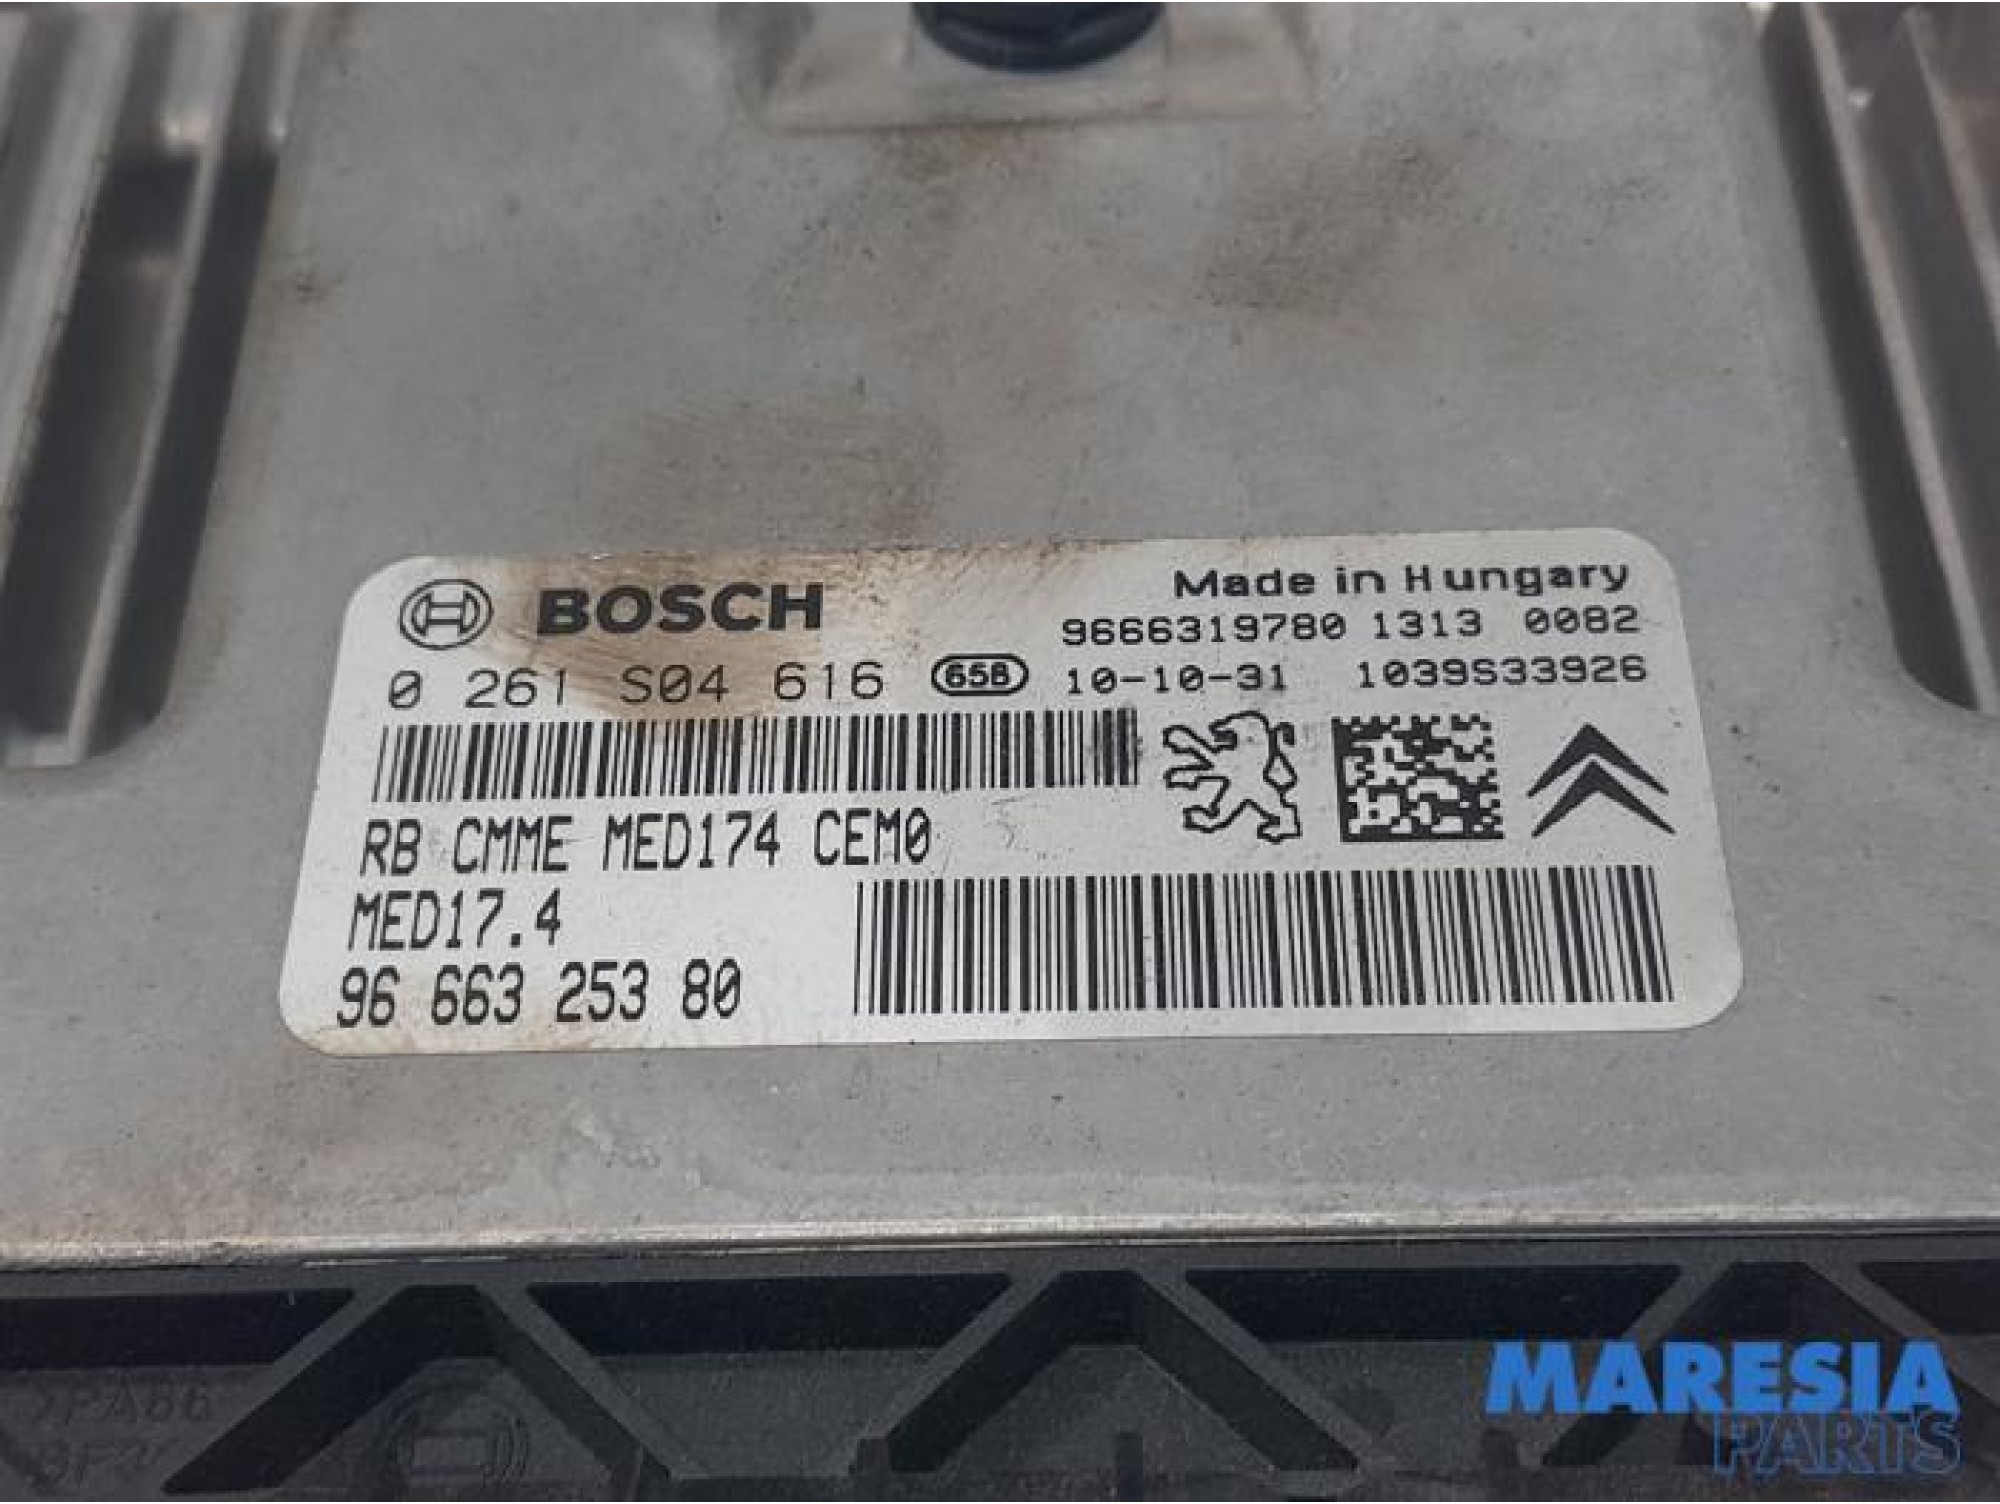 BOSCH
Made in Hungary
9666319780 1313 0082
0 261 S04 616 65B 10-10-31 1039S33926
RB CMME MED174 CEM0
MED17.4
96 663 253 80
MARESIA
PARTS